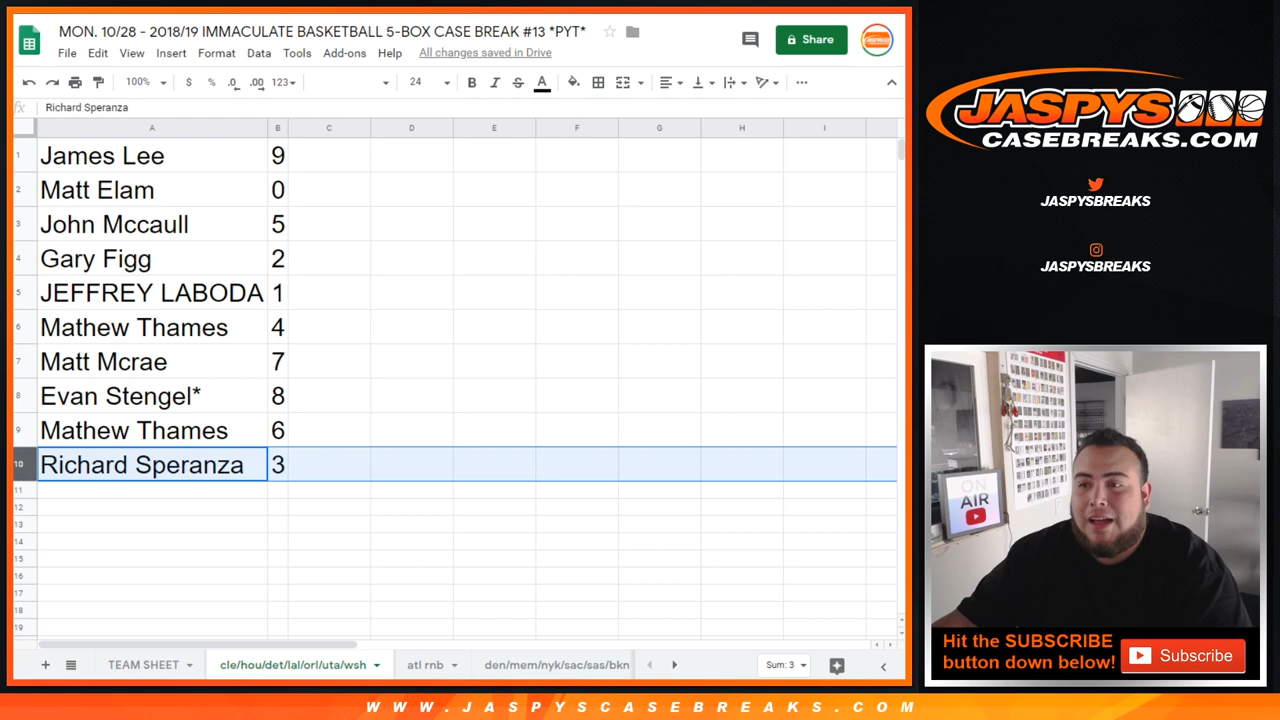 MON. 10/28 - 2018/19 IMMACULATE BASKETBALL 5-BOX CASE BREAK #13 *PYT*
Share
File Edit View Insert Format Data Tools Add-ons Help All changes saved in Drive
100% $ % .0 .00 123 24 B I S A
fx Richard Speranza
A B C D E F G H I
1 James Lee 9
2 Matt Elam 0
3 John Mccaull 5
4 Gary Figg 2
5 JEFFREY LABODA 1
6 Mathew Thames 4
7 Matt Mcrae 7
8 Evan Stengel* 8
9 Mathew Thames 6
10 Richard Speranza 3
11
12
13
14
15
16
17
18
19
TEAM SHEET cle/hou/det/lal/orl/uta/wsh atl rnb den/mem/nyk/sac/sas/bkn Sum: 3
JASPYS
CASEBREAKS.COM
JASPYSBREAKS
JASPYSBREAKS
ON
AIR
Hit the SUBSCRIBE
button down below!
Subscribe
WWW.JASPYSCASEBREAKS.COM